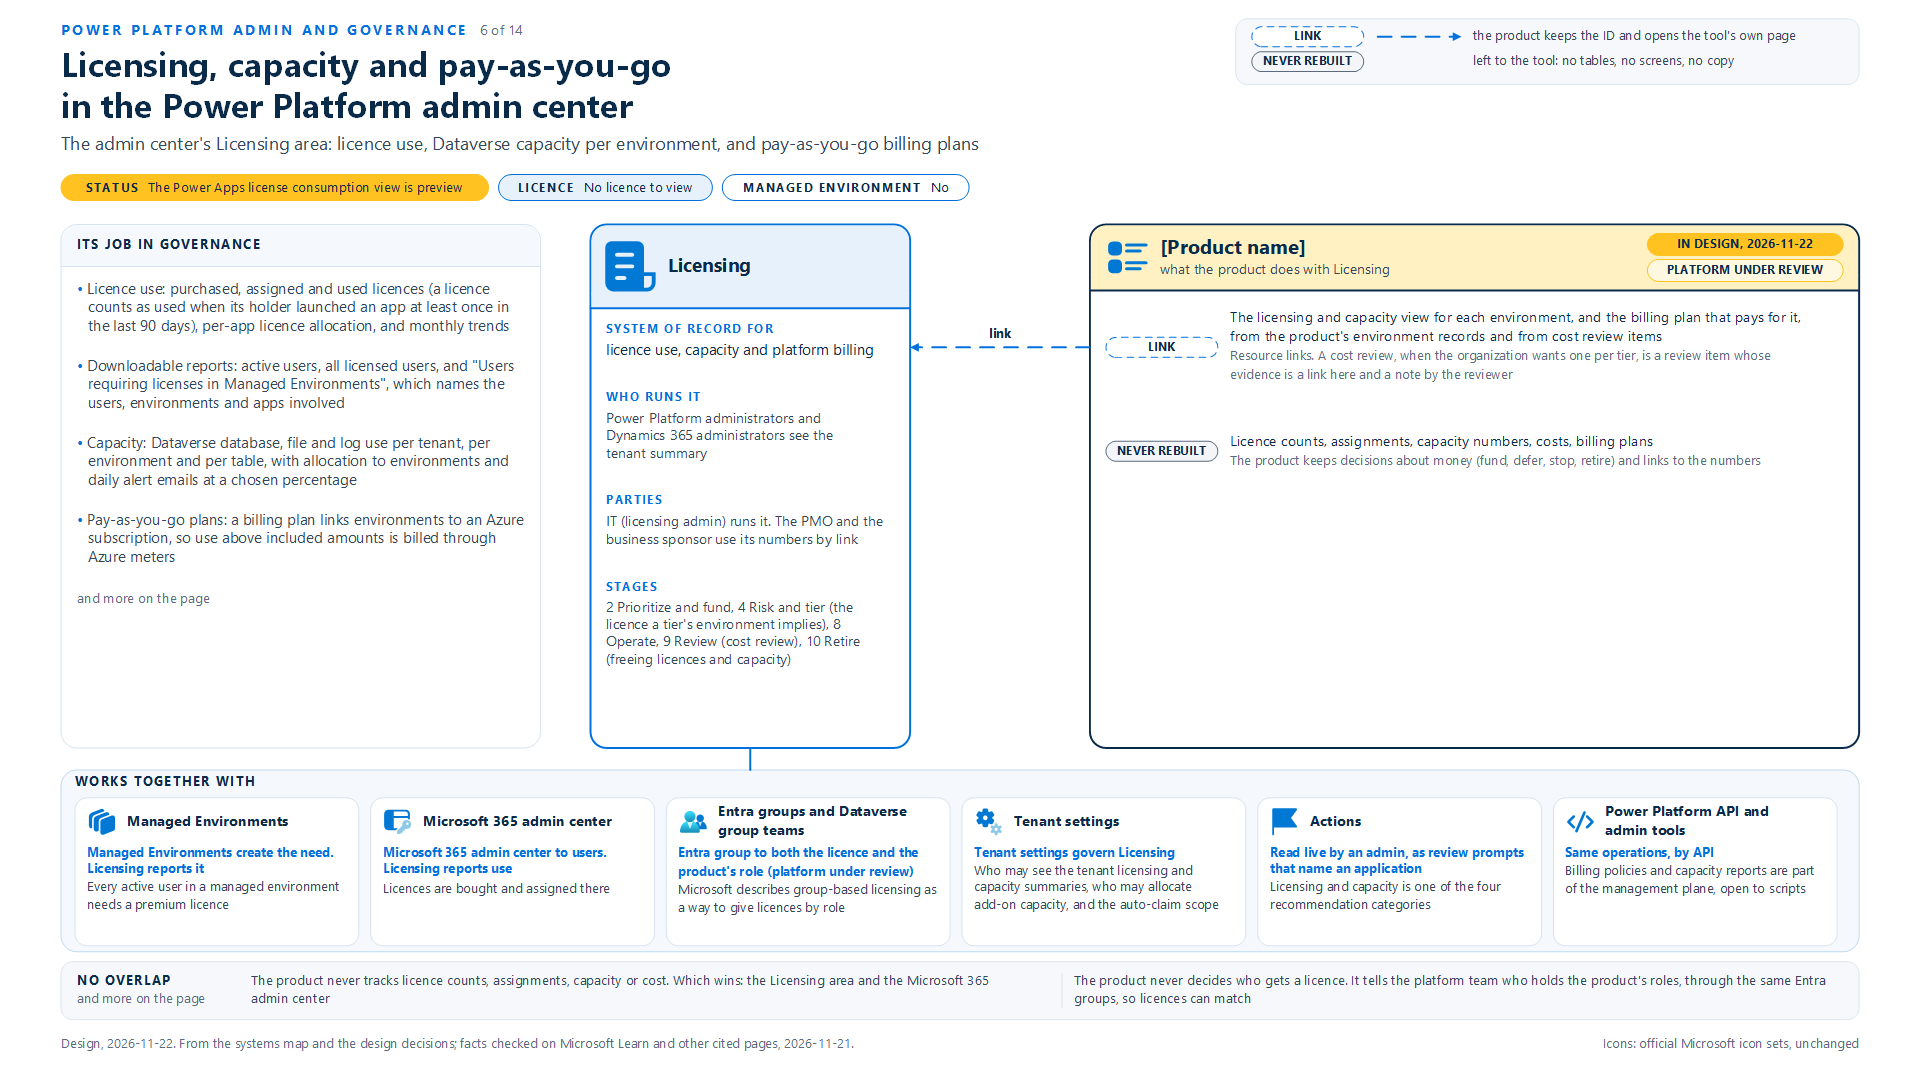 POWER PLATFORM ADMIN AND GOVERNANCE 6 of 14
Licensing, capacity and pay-as-you-go
in the Power Platform admin center
The admin center's Licensing area: licence use, Dataverse capacity per environment, and pay-as-you-go billing plans
LINK the product keeps the ID and opens the tool's own page
NEVER REBUILT left to the tool: no tables, no screens, no copy
STATUS The Power Apps license consumption view is preview
LICENCE No licence to view
MANAGED ENVIRONMENT No
ITS JOB IN GOVERNANCE
• Licence use: purchased, assigned and used licences (a licence
counts as used when its holder launched an app at least once in
the last 90 days), per-app licence allocation, and monthly trends
• Downloadable reports: active users, all licensed users, and "Users
requiring licenses in Managed Environments", which names the
users, environments and apps involved
• Capacity: Dataverse database, file and log use per tenant, per
environment and per table, with allocation to environments and
daily alert emails at a chosen percentage
• Pay-as-you-go plans: a billing plan links environments to an Azure
subscription, so use above included amounts is billed through
Azure meters
and more on the page
Licensing
SYSTEM OF RECORD FOR
licence use, capacity and platform billing
WHO RUNS IT
Power Platform administrators and
Dynamics 365 administrators see the
tenant summary
PARTIES
IT (licensing admin) runs it. The PMO and the
business sponsor use its numbers by link
STAGES
2 Prioritize and fund, 4 Risk and tier (the
licence a tier's environment implies), 8
Operate, 9 Review (cost review), 10 Retire
(freeing licences and capacity)
link
[Product name]
what the product does with Licensing
IN DESIGN, 2026-11-22
PLATFORM UNDER REVIEW
LINK
The licensing and capacity view for each environment, and the billing plan that pays for it,
from the product's environment records and from cost review items
Resource links. A cost review, when the organization wants one per tier, is a review item whose
evidence is a link here and a note by the reviewer
NEVER REBUILT
Licence counts, assignments, capacity numbers, costs, billing plans
The product keeps decisions about money (fund, defer, stop, retire) and links to the numbers
WORKS TOGETHER WITH
Managed Environments
Managed Environments create the need.
Licensing reports it
Every active user in a managed environment
needs a premium licence
Microsoft 365 admin center
Microsoft 365 admin center to users.
Licensing reports use
Licences are bought and assigned there
Entra groups and Dataverse
group teams
Entra group to both the licence and the
product's role (platform under review)
Microsoft describes group-based licensing as
a way to give licences by role
Tenant settings
Tenant settings govern Licensing
Who may see the tenant licensing and
capacity summaries, who may allocate
add-on capacity, and the auto-claim scope
Actions
Read live by an admin, as review prompts
that name an application
Licensing and capacity is one of the four
recommendation categories
Power Platform API and
admin tools
Same operations, by API
Billing policies and capacity reports are part
of the management plane, open to scripts
NO OVERLAP
and more on the page
The product never tracks licence counts, assignments, capacity or cost. Which wins: the Licensing area and the Microsoft 365
admin center
The product never decides who gets a licence. It tells the platform team who holds the product's roles, through the same Entra
groups, so licences can match
Design, 2026-11-22. From the systems map and the design decisions; facts checked on Microsoft Learn and other cited pages, 2026-11-21.
Icons: official Microsoft icon sets, unchanged